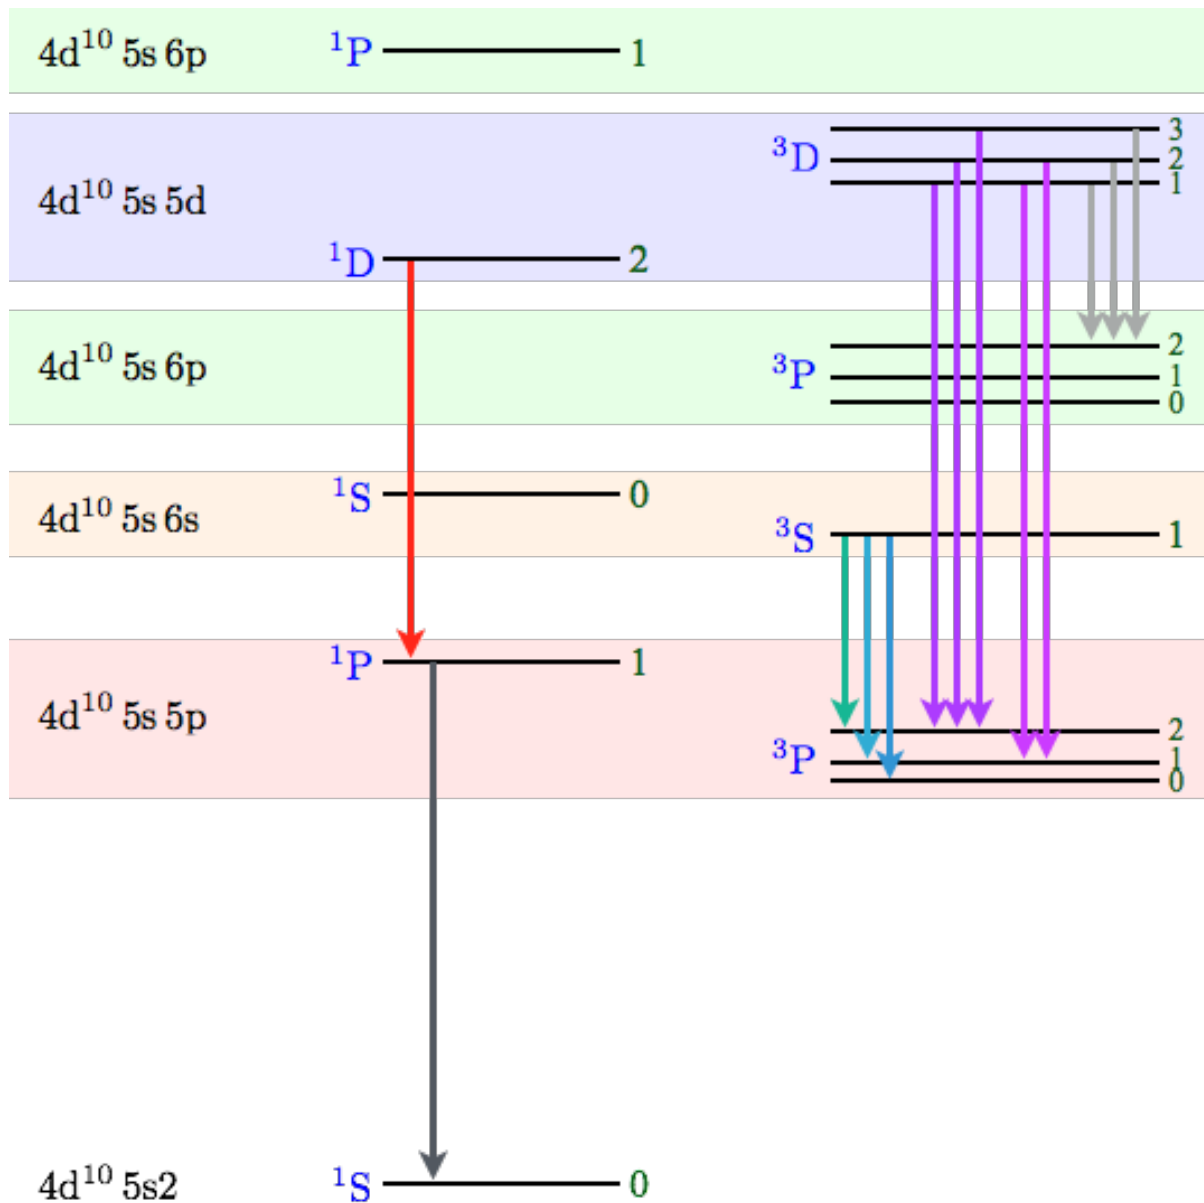 4d¹⁰ 5s 6p ¹P 1
³D 3
2
1
4d¹⁰ 5s 5d
¹D 2
4d¹⁰ 5s 6p ³P 2
1
0
4d¹⁰ 5s 6s ¹S 0
³S 1
¹P 1
4d¹⁰ 5s 5p
³P 2
1
0
4d¹⁰ 5s2 ¹S 0